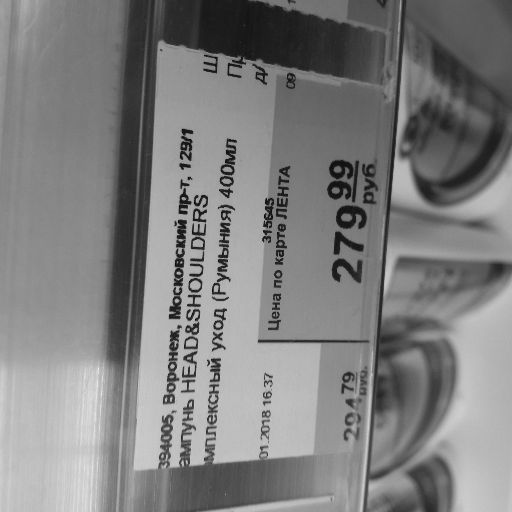 394005, Воронеж, Московский пр-т, 129/1
ампунь HEAD&SHOULDERS
мплексный уход (Румыния) 400мл
315645
Цена по карте ЛЕНТА
01.2018 16:37
279 99
руб
294 79
руб.
Ш
09